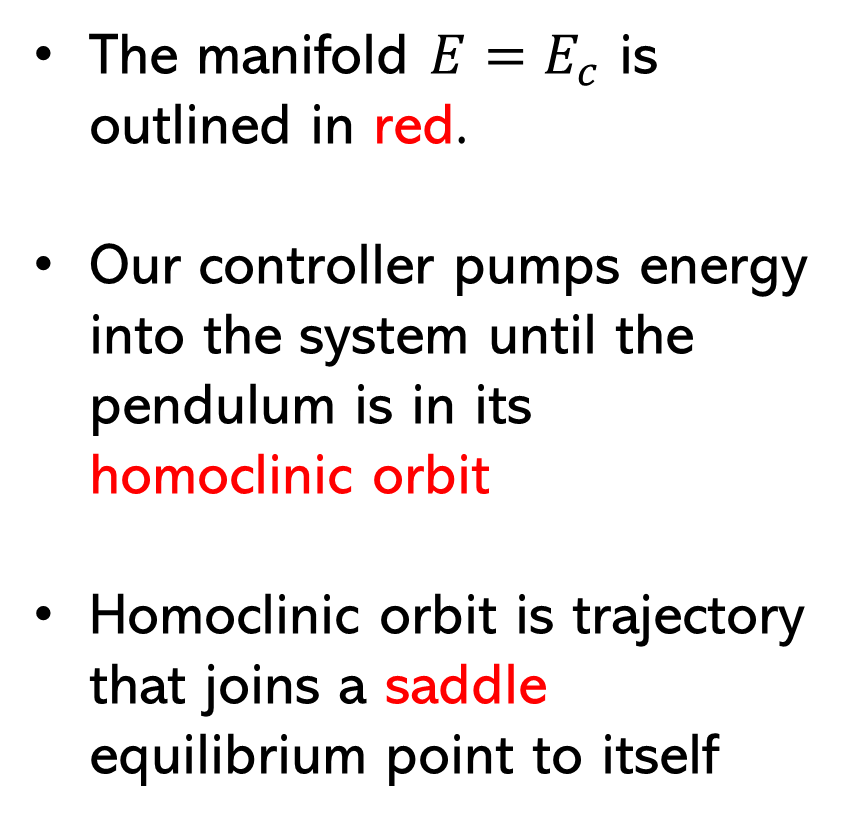 • The manifold E = E_c is
outlined in red.
• Our controller pumps energy
into the system until the
pendulum is in its
homoclinic orbit
• Homoclinic orbit is trajectory
that joins a saddle
equilibrium point to itself